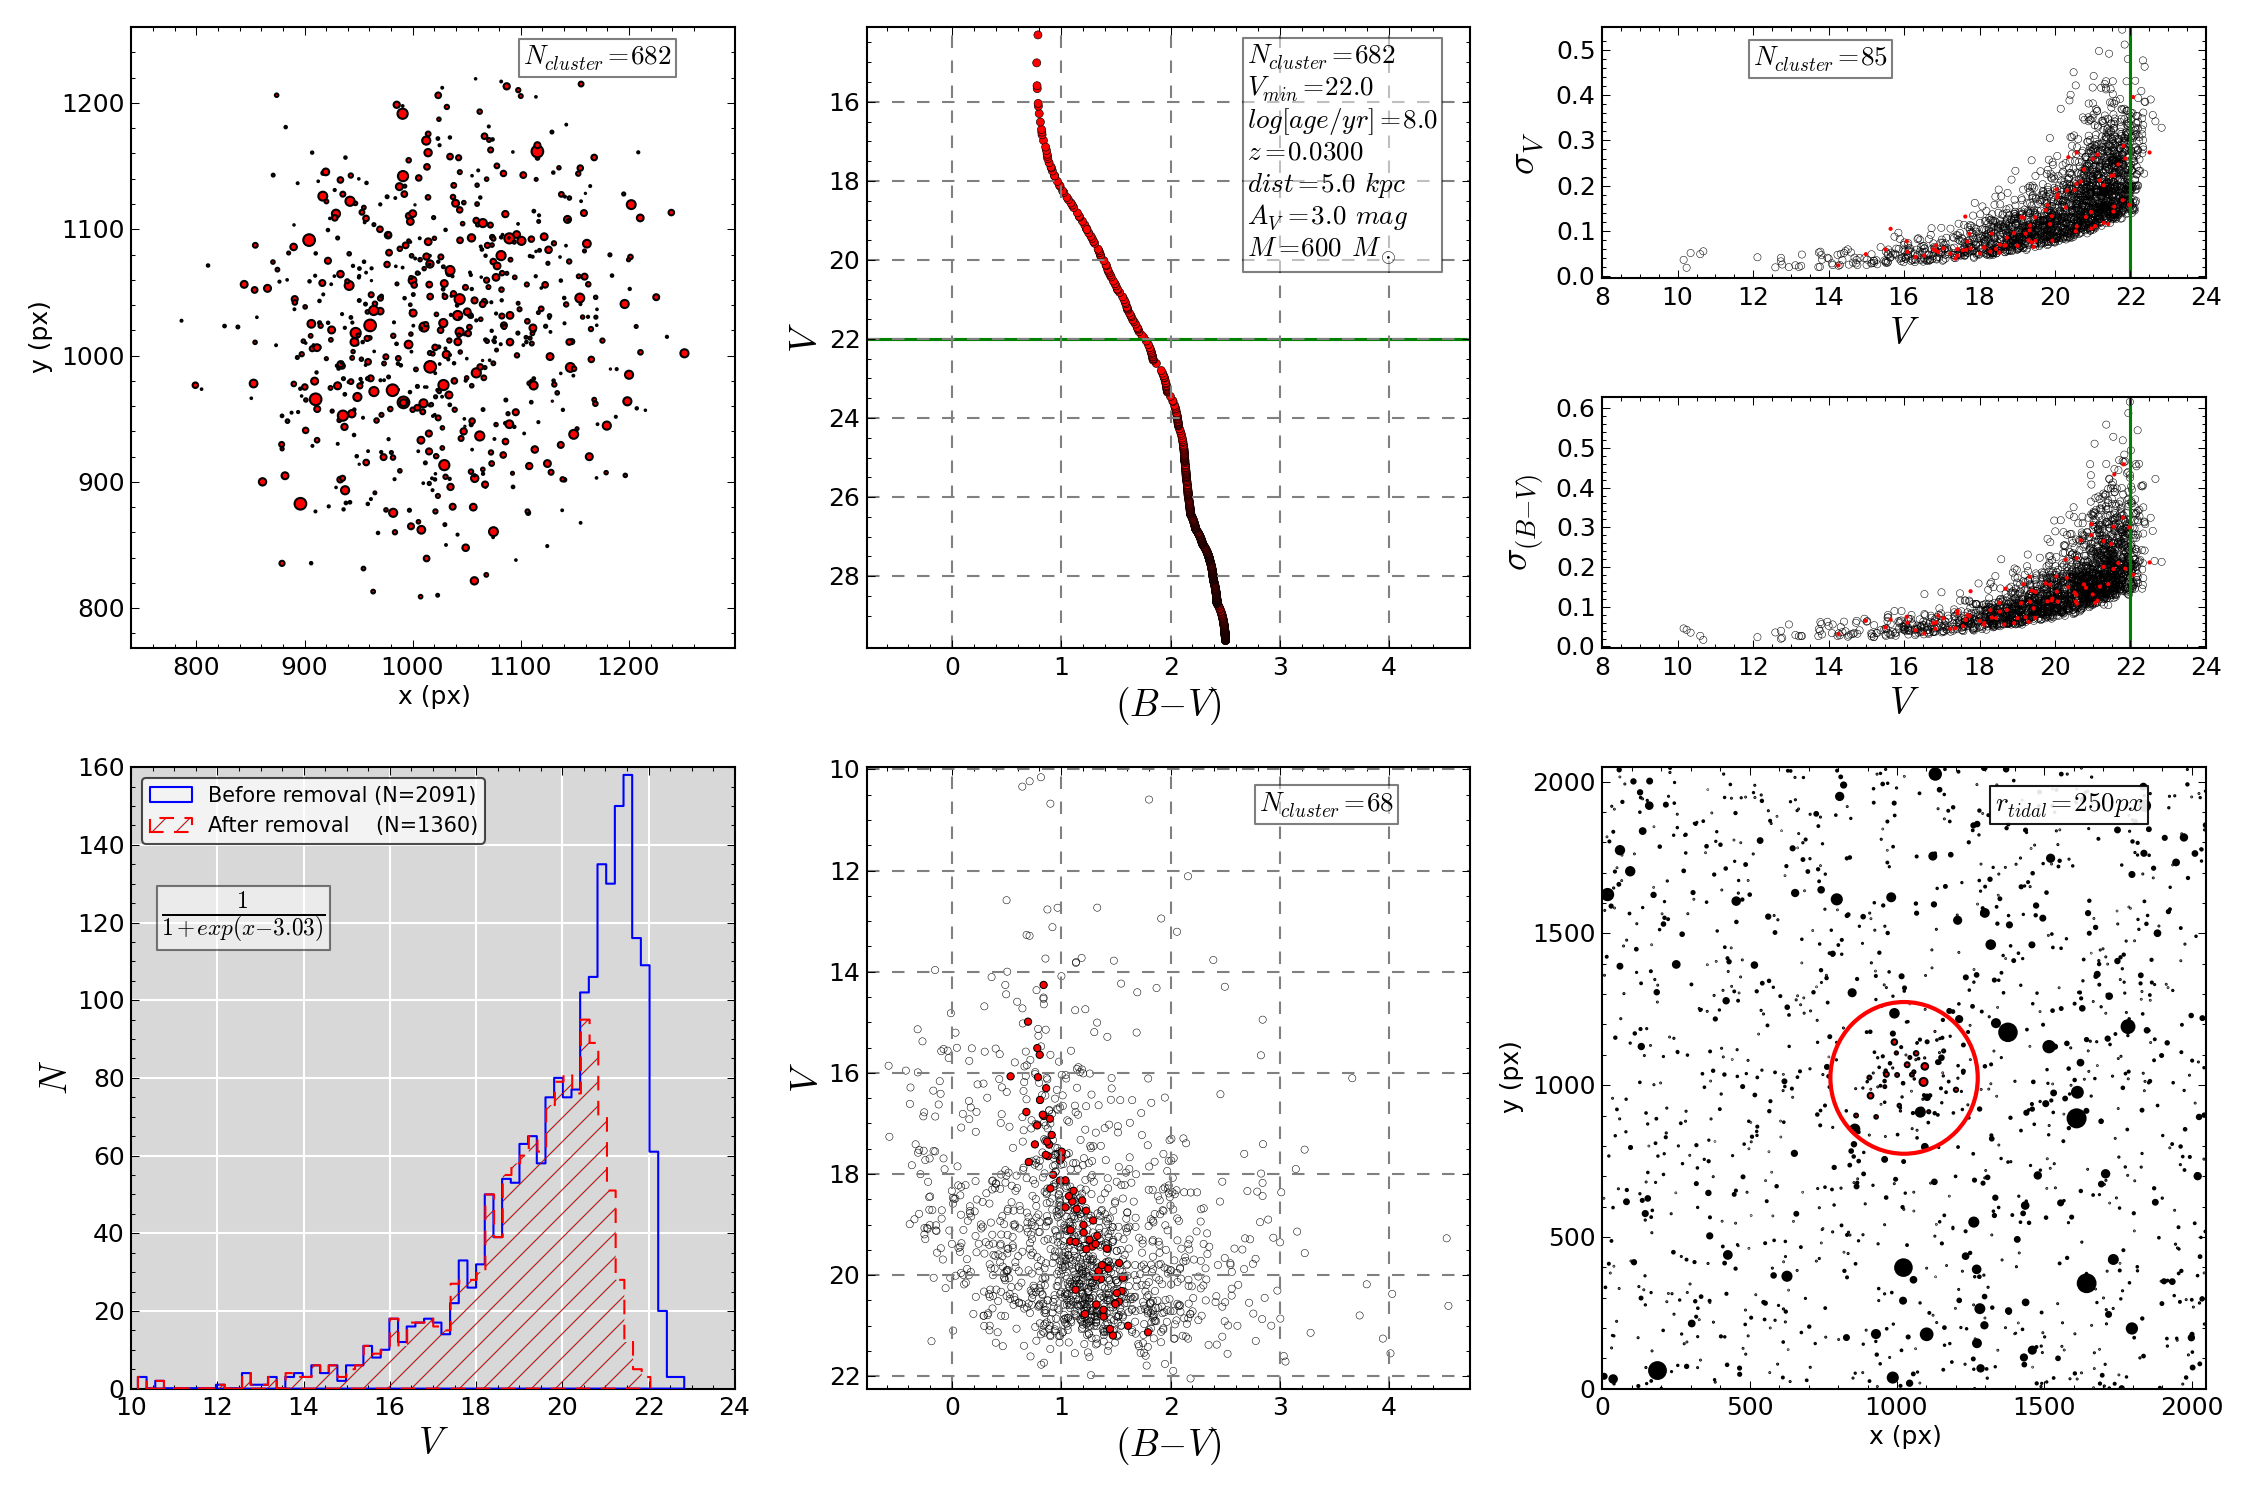 N_cluster=682
1200
1100
1000
900
800
y (px)
800 900 1000 1100 1200
x (px)
N_cluster=682
V_min=22.0
log[age/yr]=8.0
z=0.0300
dist=5.0 kpc
A_V=3.0 mag
M=600 M_⊙
16
18
20
22
24
26
28
V
0 1 2 3 4
(B−V)
N_cluster=85
0.5
0.4
0.3
0.2
0.1
0.0
σ_V
8 10 12 14 16 18 20 22 24
V
0.6
0.5
0.4
0.3
0.2
0.1
0.0
σ_(B−V)
8 10 12 14 16 18 20 22 24
V
Before removal (N=2091)
After removal (N=1360)
1
1+exp(x−3.03)
160
140
120
100
80
60
40
20
0
N
10 12 14 16 18 20 22 24
V
N_cluster=68
10
12
14
16
18
20
22
V
0 1 2 3 4
(B−V)
r_tidal=250px
2000
1500
1000
500
0
y (px)
0 500 1000 1500 2000
x (px)